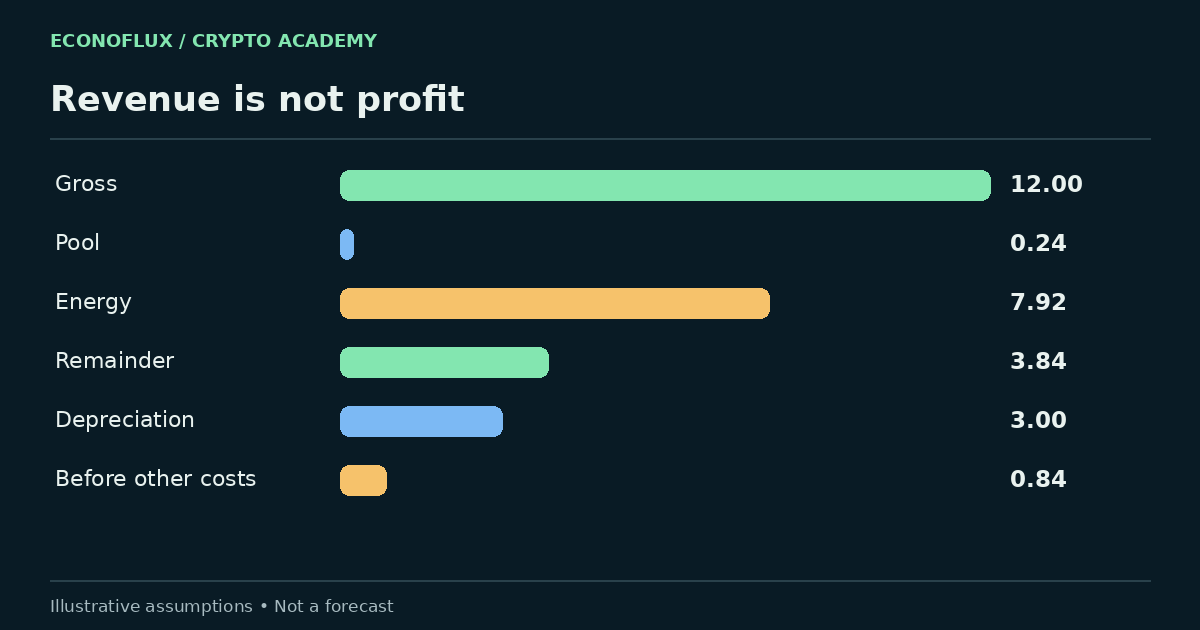 ECONOFLUX / CRYPTO ACADEMY
Revenue is not profit
Gross 12.00
Pool 0.24
Energy 7.92
Remainder 3.84
Depreciation 3.00
Before other costs 0.84
Illustrative assumptions • Not a forecast